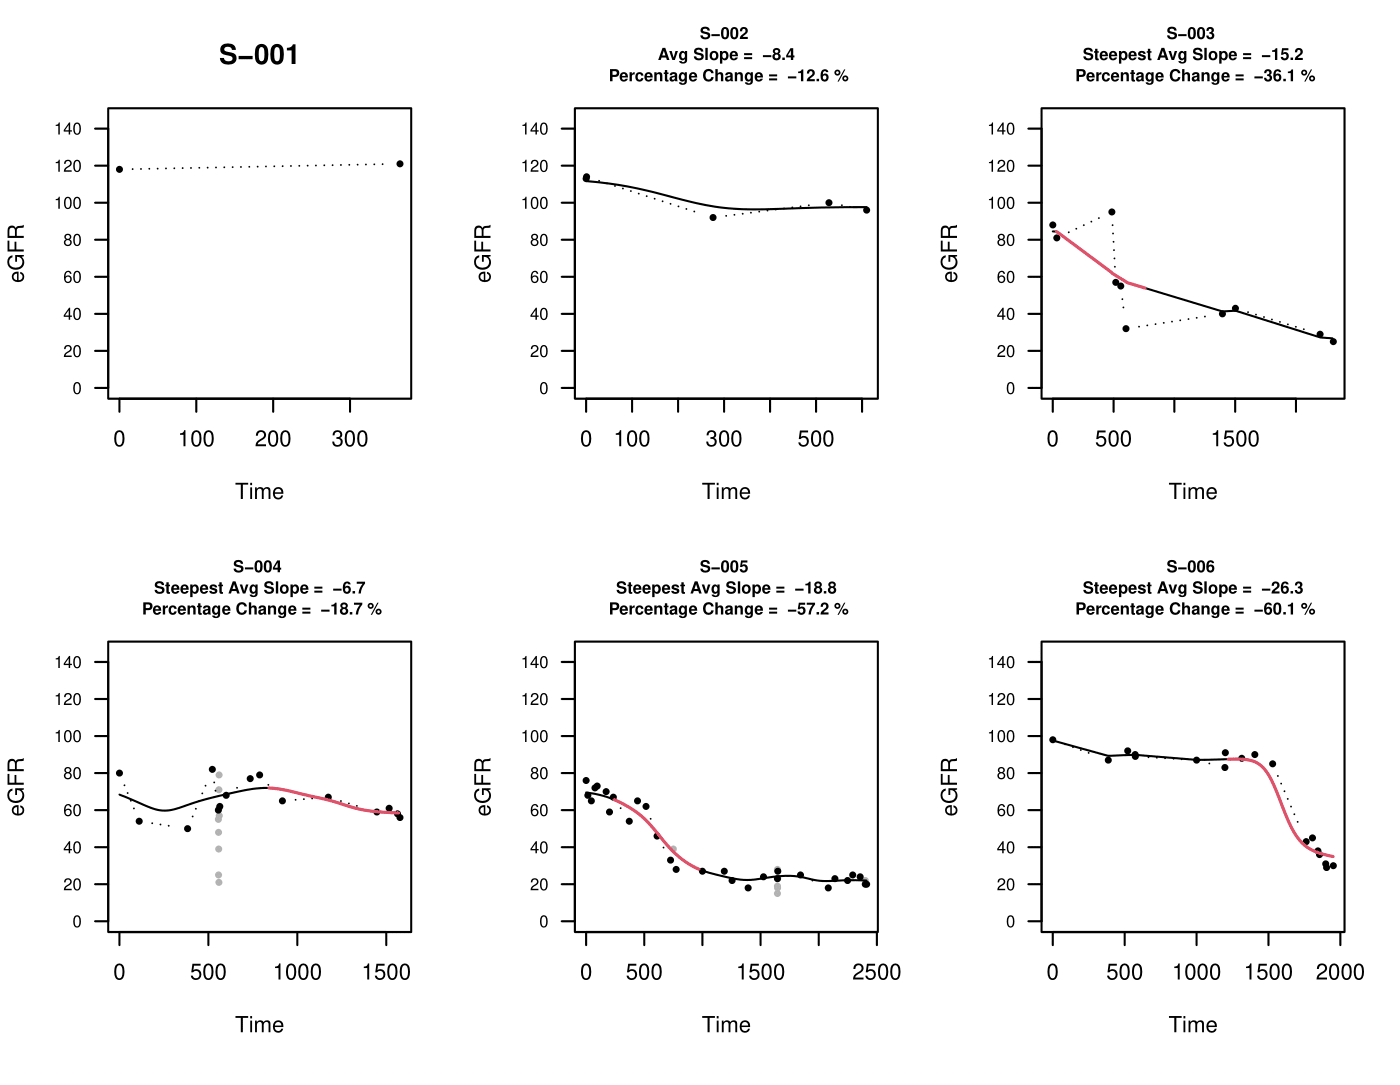 S−001
140
120
100
80
60
40
20
0
eGFR
0 100 200 300
Time
S−002
Avg Slope = −8.4
Percentage Change = −12.6 %
140
120
100
80
60
40
20
0
eGFR
0 100 300 500
Time
S−003
Steepest Avg Slope = −15.2
Percentage Change = −36.1 %
140
120
100
80
60
40
20
0
eGFR
0 500 1500
Time
S−004
Steepest Avg Slope = −6.7
Percentage Change = −18.7 %
140
120
100
80
60
40
20
0
eGFR
0 500 1000 1500
Time
S−005
Steepest Avg Slope = −18.8
Percentage Change = −57.2 %
140
120
100
80
60
40
20
0
eGFR
0 500 1500 2500
Time
S−006
Steepest Avg Slope = −26.3
Percentage Change = −60.1 %
140
120
100
80
60
40
20
0
eGFR
0 500 1000 1500 2000
Time